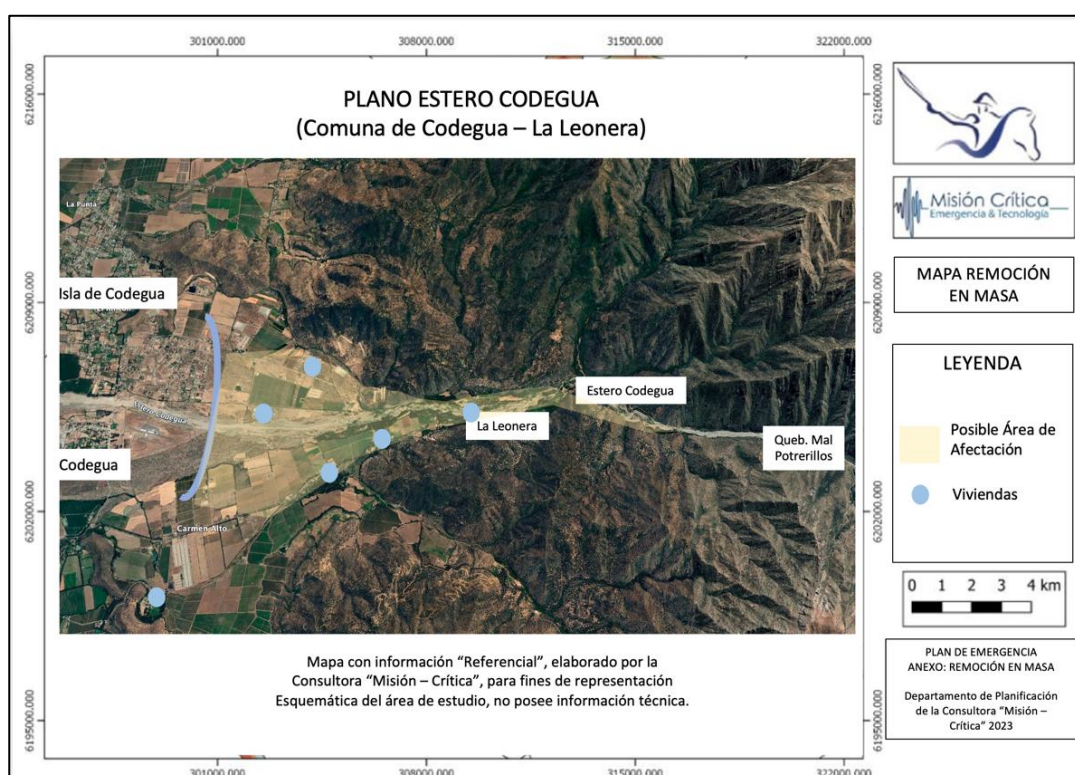 301000.000 308000.000 315000.000 322000.000
6216000.000
6209000.000
6202000.000
6195000.000
PLANO ESTERO CODEGUA
(Comuna de Codegua – La Leonera)
La Punta
Isla de Codegua
Estero Codegua
Estero Codegua
La Leonera
Queb. Mal
Potrerillos
Codegua
Carmen Alto
Mapa con información “Referencial”, elaborado por la
Consultora “Misión – Crítica”, para fines de representación
Esquemática del área de estudio, no posee información técnica.
Misión Crítica
Emergencia & Tecnología
MAPA REMOCIÓN
EN MASA
LEYENDA
Posible Área de
Afectación
Viviendas
0 1 2 3 4 km
PLAN DE EMERGENCIA
ANEXO: REMOCIÓN EN MASA
Departamento de Planificación
de la Consultora “Misión –
Crítica” 2023
6216000.000
6209000.000
6202000.000
6195000.000
301000.000 308000.000 315000.000 322000.000